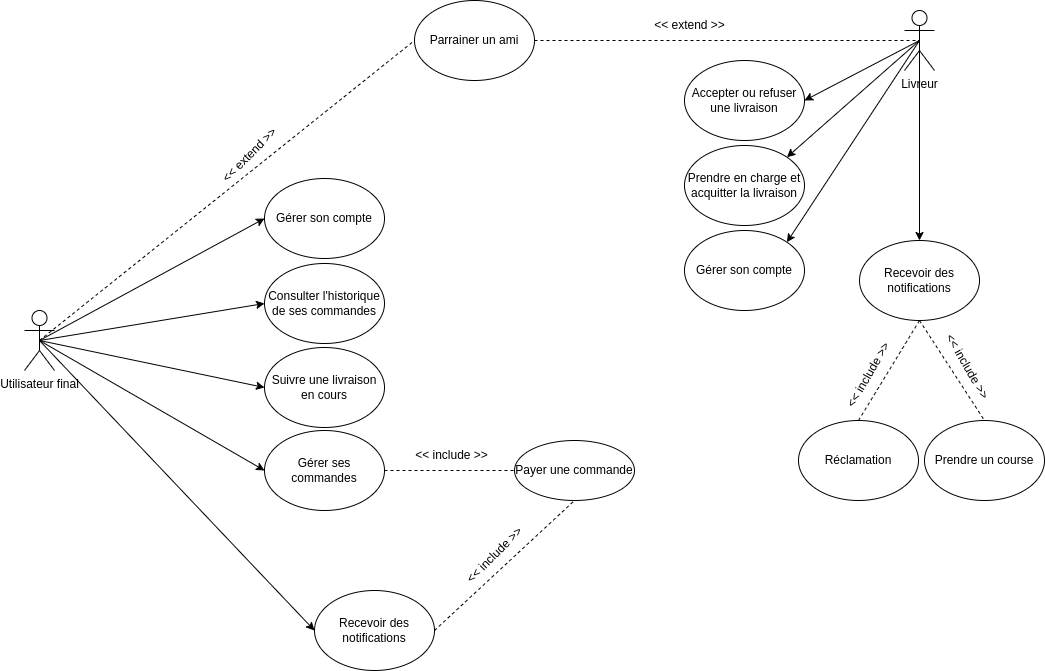 Parrainer un ami
<< extend >>
Livreur
Accepter ou refuser
une livraison
Prendre en charge et
acquitter la livraison
Gérer son compte
Recevoir des
notifications
<< include >>
<< include >>
Réclamation
Prendre un course
<< extend >>
Utilisateur final
Gérer son compte
Consulter l'historique
de ses commandes
Suivre une livraison
en cours
Gérer ses
commandes
<< include >>
Payer une commande
<< include >>
Recevoir des
notifications